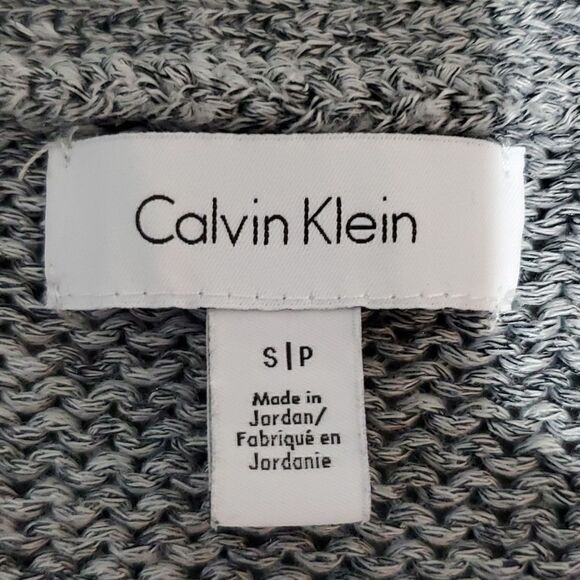 Calvin Klein
S|P
Made in
Jordan/
Fabriqué en
Jordanie